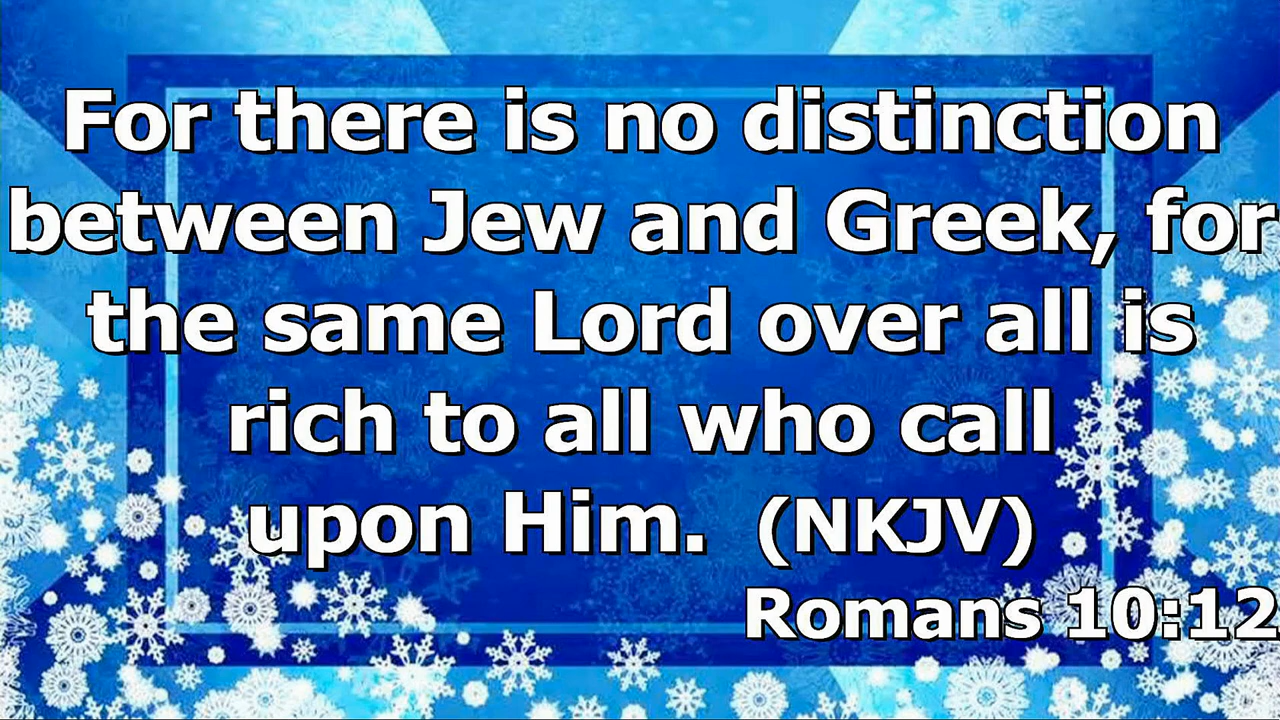 For there is no distinction
between Jew and Greek, for
the same Lord over all is
rich to all who call
upon Him. (NKJV)
Romans 10:12